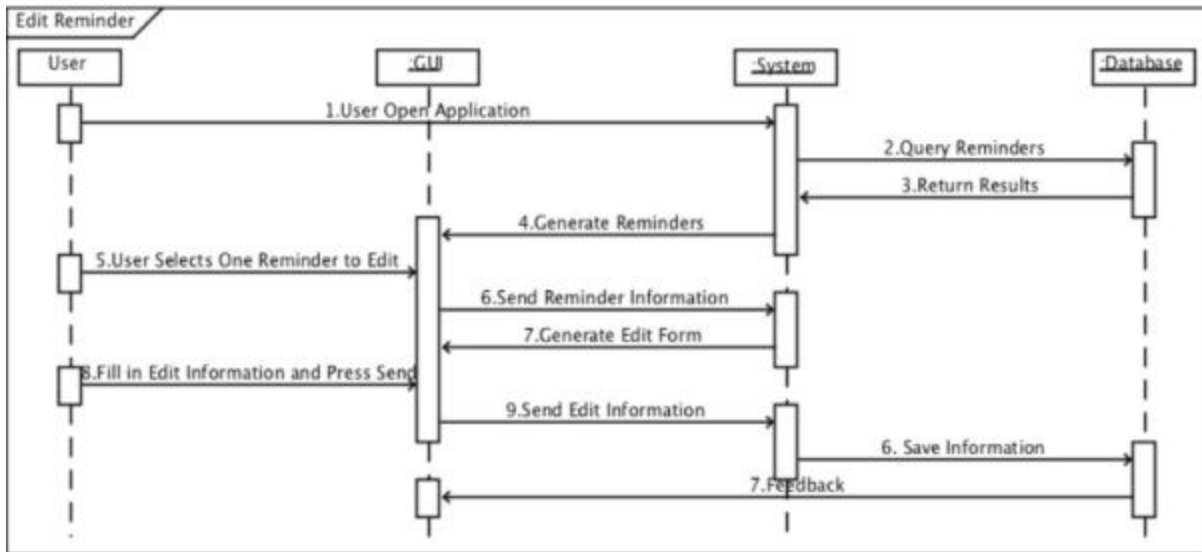 Edit Reminder
User
:GUI
:System
:Database
1.User Open Application
2.Query Reminders
3.Return Results
4.Generate Reminders
5.User Selects One Reminder to Edit
6.Send Reminder Information
7.Generate Edit Form
8.Fill in Edit Information and Press Send
9.Send Edit Information
6. Save Information
7.Feedback